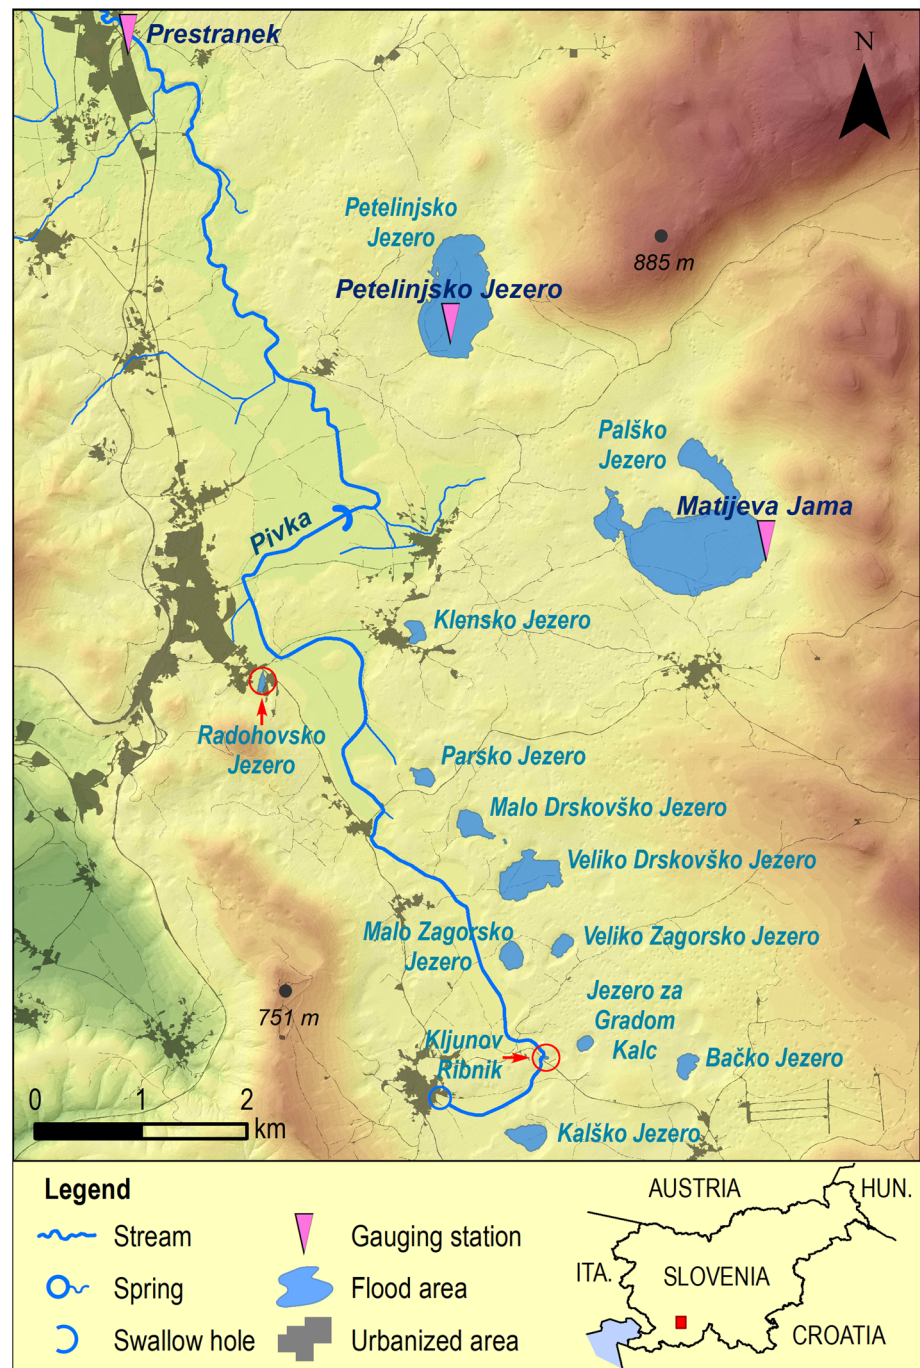 Prestranek
N
Petelinjsko
Jezero
885 m
Petelinjsko Jezero
Palško
Jezero
Matijeva Jama
Pivka
Klensko Jezero
Radohovsko
Jezero
Parsko Jezero
Malo Drskovško Jezero
Veliko Drskovško Jezero
Malo Zagorsko
Jezero
Veliko Zagorsko Jezero
751 m
Jezero za
Gradom
Kalc
Kljunov
Ribnik
Bačko Jezero
0 1 2
km
Kalško Jezero
Legend
Stream
Spring
Swallow hole
Gauging station
Flood area
Urbanized area
AUSTRIA
HUN.
ITA.
SLOVENIA
CROATIA